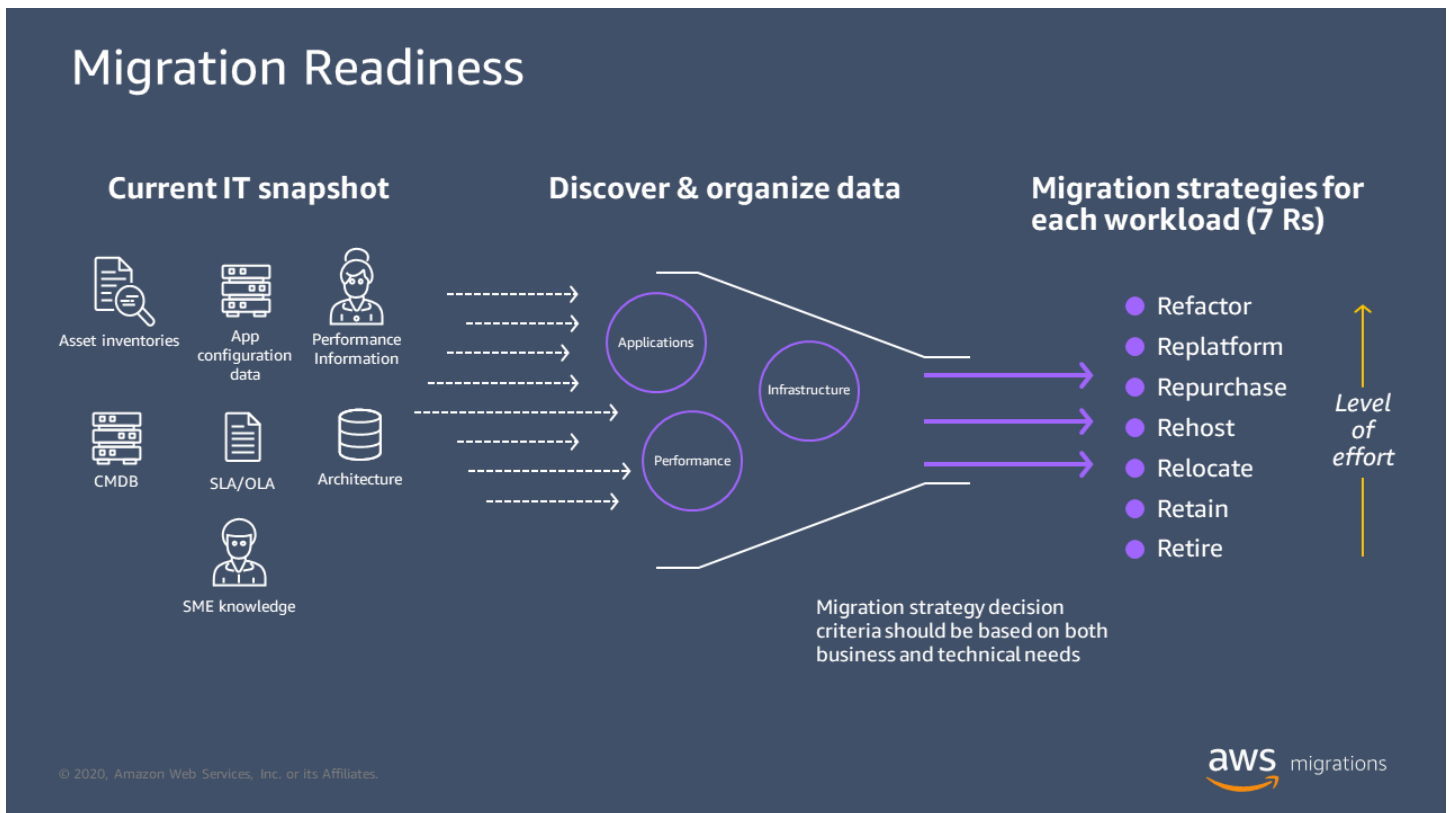 Migration Readiness
Current IT snapshot
Asset inventories
App
configuration
data
Performance
Information
CMDB
SLA/OLA
Architecture
SME knowledge
Discover & organize data
Applications
Infrastructure
Performance
Migration strategies for
each workload (7 Rs)
Refactor
Replatform
Repurchase
Rehost
Relocate
Retain
Retire
Level
of
effort
Migration strategy decision
criteria should be based on both
business and technical needs
© 2020, Amazon Web Services, Inc. or its Affiliates.
aws migrations